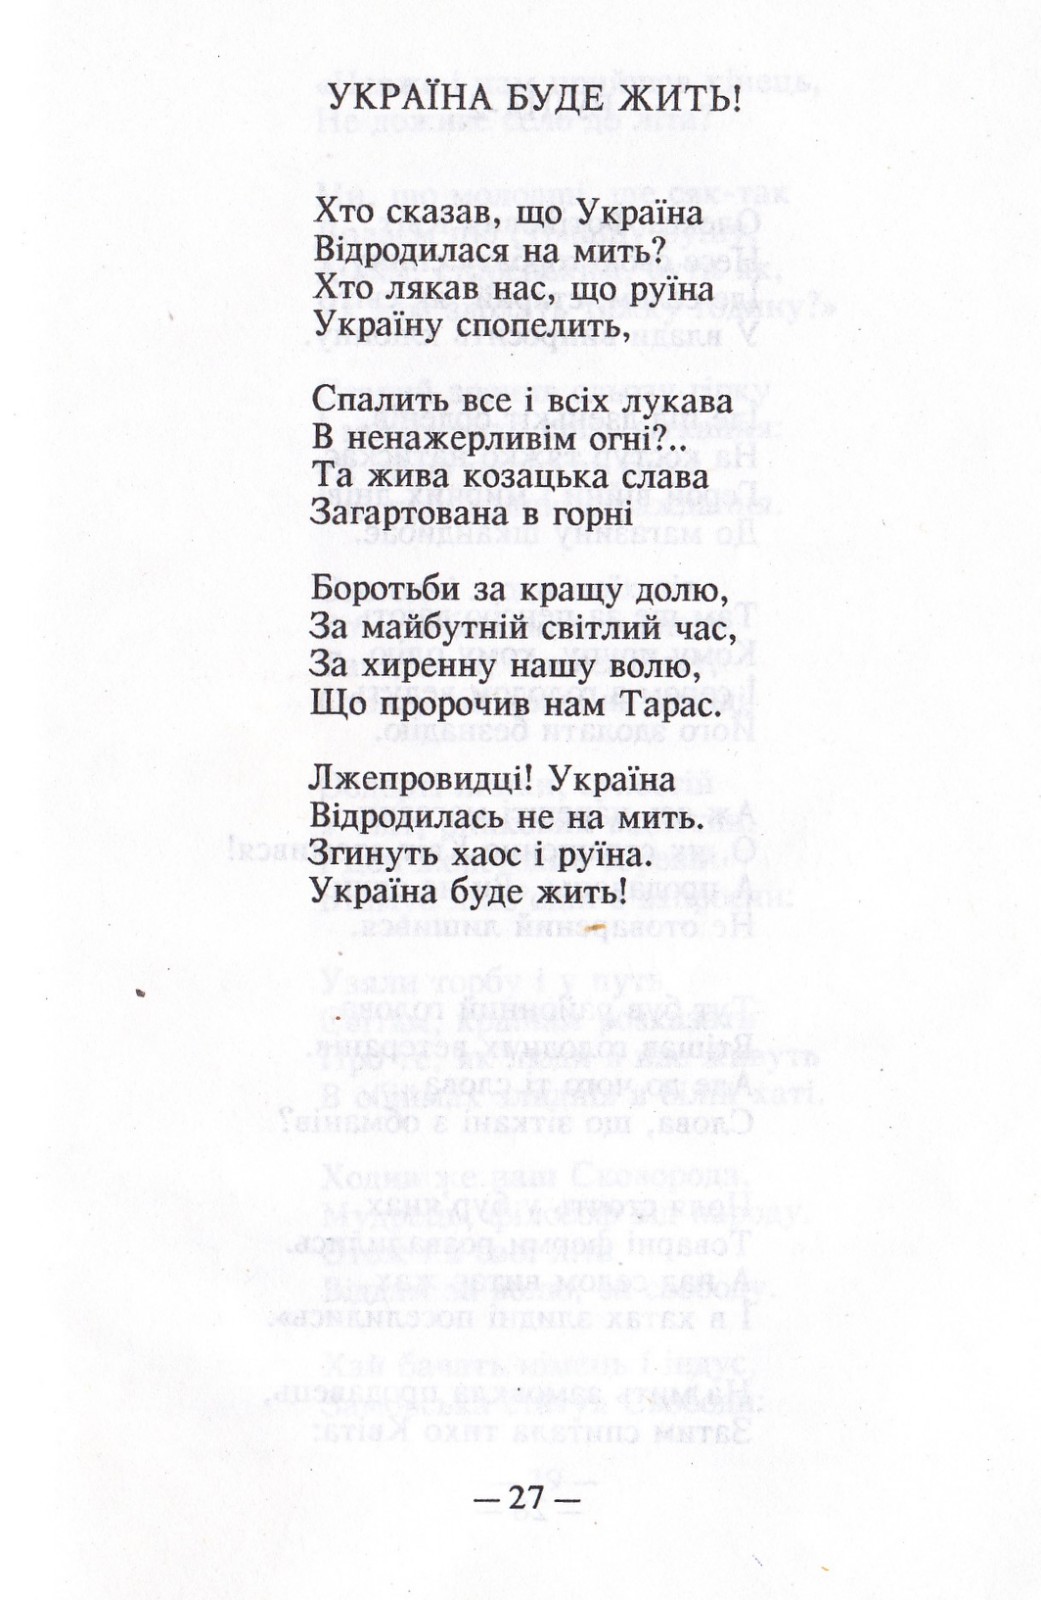 УКРАЇНА БУДЕ ЖИТЬ!
Хто сказав, що Україна
Відродилася на мить?
Хто лякав нас, що руїна
Україну спопелить,
Спалить все і всіх лукава
В ненажерливім огні?..
Та жива козацька слава
Загартована в горні
Боротьби за кращу долю,
За майбутній світлий час,
За хиренну нашу волю,
Що пророчив нам Тарас.
Лжепровидці! Україна
Відродилась не на мить.
Згинуть хаос і руїна.
Україна буде жить!
— 27 —